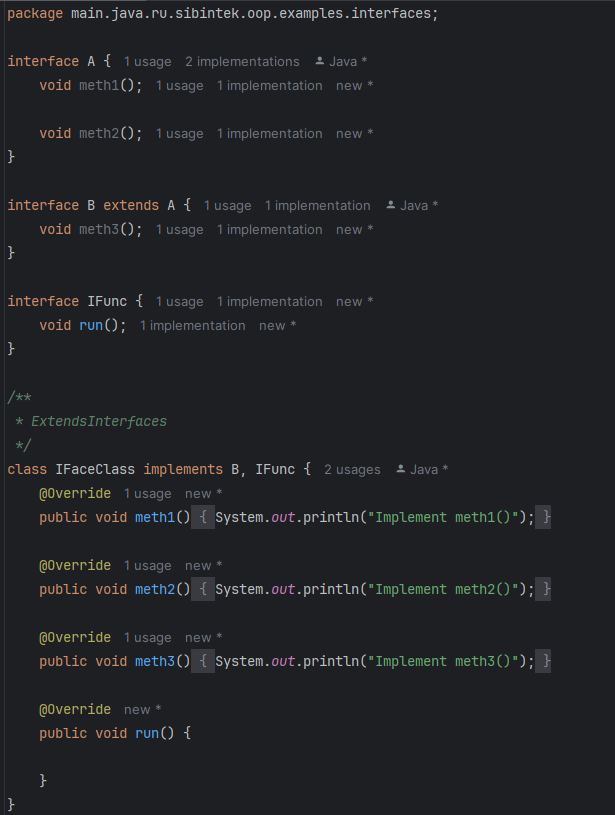 package main.java.ru.sibintek.oop.examples.interfaces;
interface A { 1 usage 2 implementations Java *
void meth1(); 1 usage 1 implementation new *
void meth2(); 1 usage 1 implementation new *
}
interface B extends A { 1 usage 1 implementation Java *
void meth3(); 1 usage 1 implementation new *
}
interface IFunc { 1 usage 1 implementation new *
void run(); 1 implementation new *
}
/**
* ExtendsInterfaces
*/
class IFaceClass implements B, IFunc { 2 usages Java *
@Override 1 usage new *
public void meth1() { System.out.println("Implement meth1()"); }
@Override 1 usage new *
public void meth2() { System.out.println("Implement meth2()"); }
@Override 1 usage new *
public void meth3() { System.out.println("Implement meth3()"); }
@Override new *
public void run() {
}
}